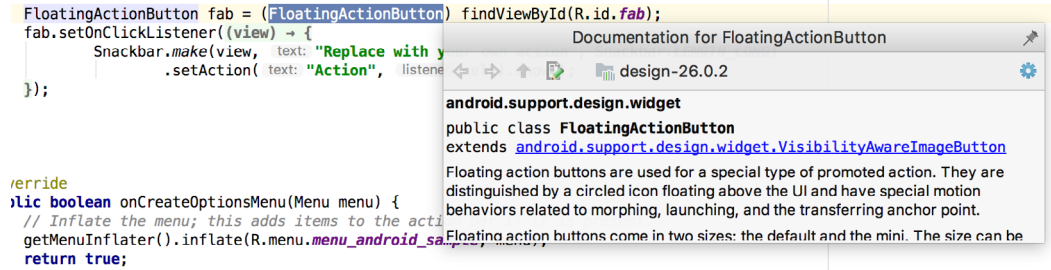 FloatingActionButton fab = (FloatingActionButton) findViewById(R.id.fab);
fab.setOnClickListener((view) → {
Snackbar.make(view, text: "Replace with
.setAction( text: "Action",
});
verride
blic boolean onCreateOptionsMenu(Menu menu) {
// Inflate the menu; this adds items to the acti
getMenuInflater().inflate(R.menu.menu_android_sample, menu);
return true;
Documentation for FloatingActionButton
design-26.0.2
android.support.design.widget
public class FloatingActionButton
extends android.support.design.widget.VisibilityAwareImageButton
Floating action buttons are used for a special type of promoted action. They are
distinguished by a circled icon floating above the UI and have special motion
behaviors related to morphing, launching, and the transferring anchor point.
Floating action buttons come in two sizes: the default and the mini. The size can be